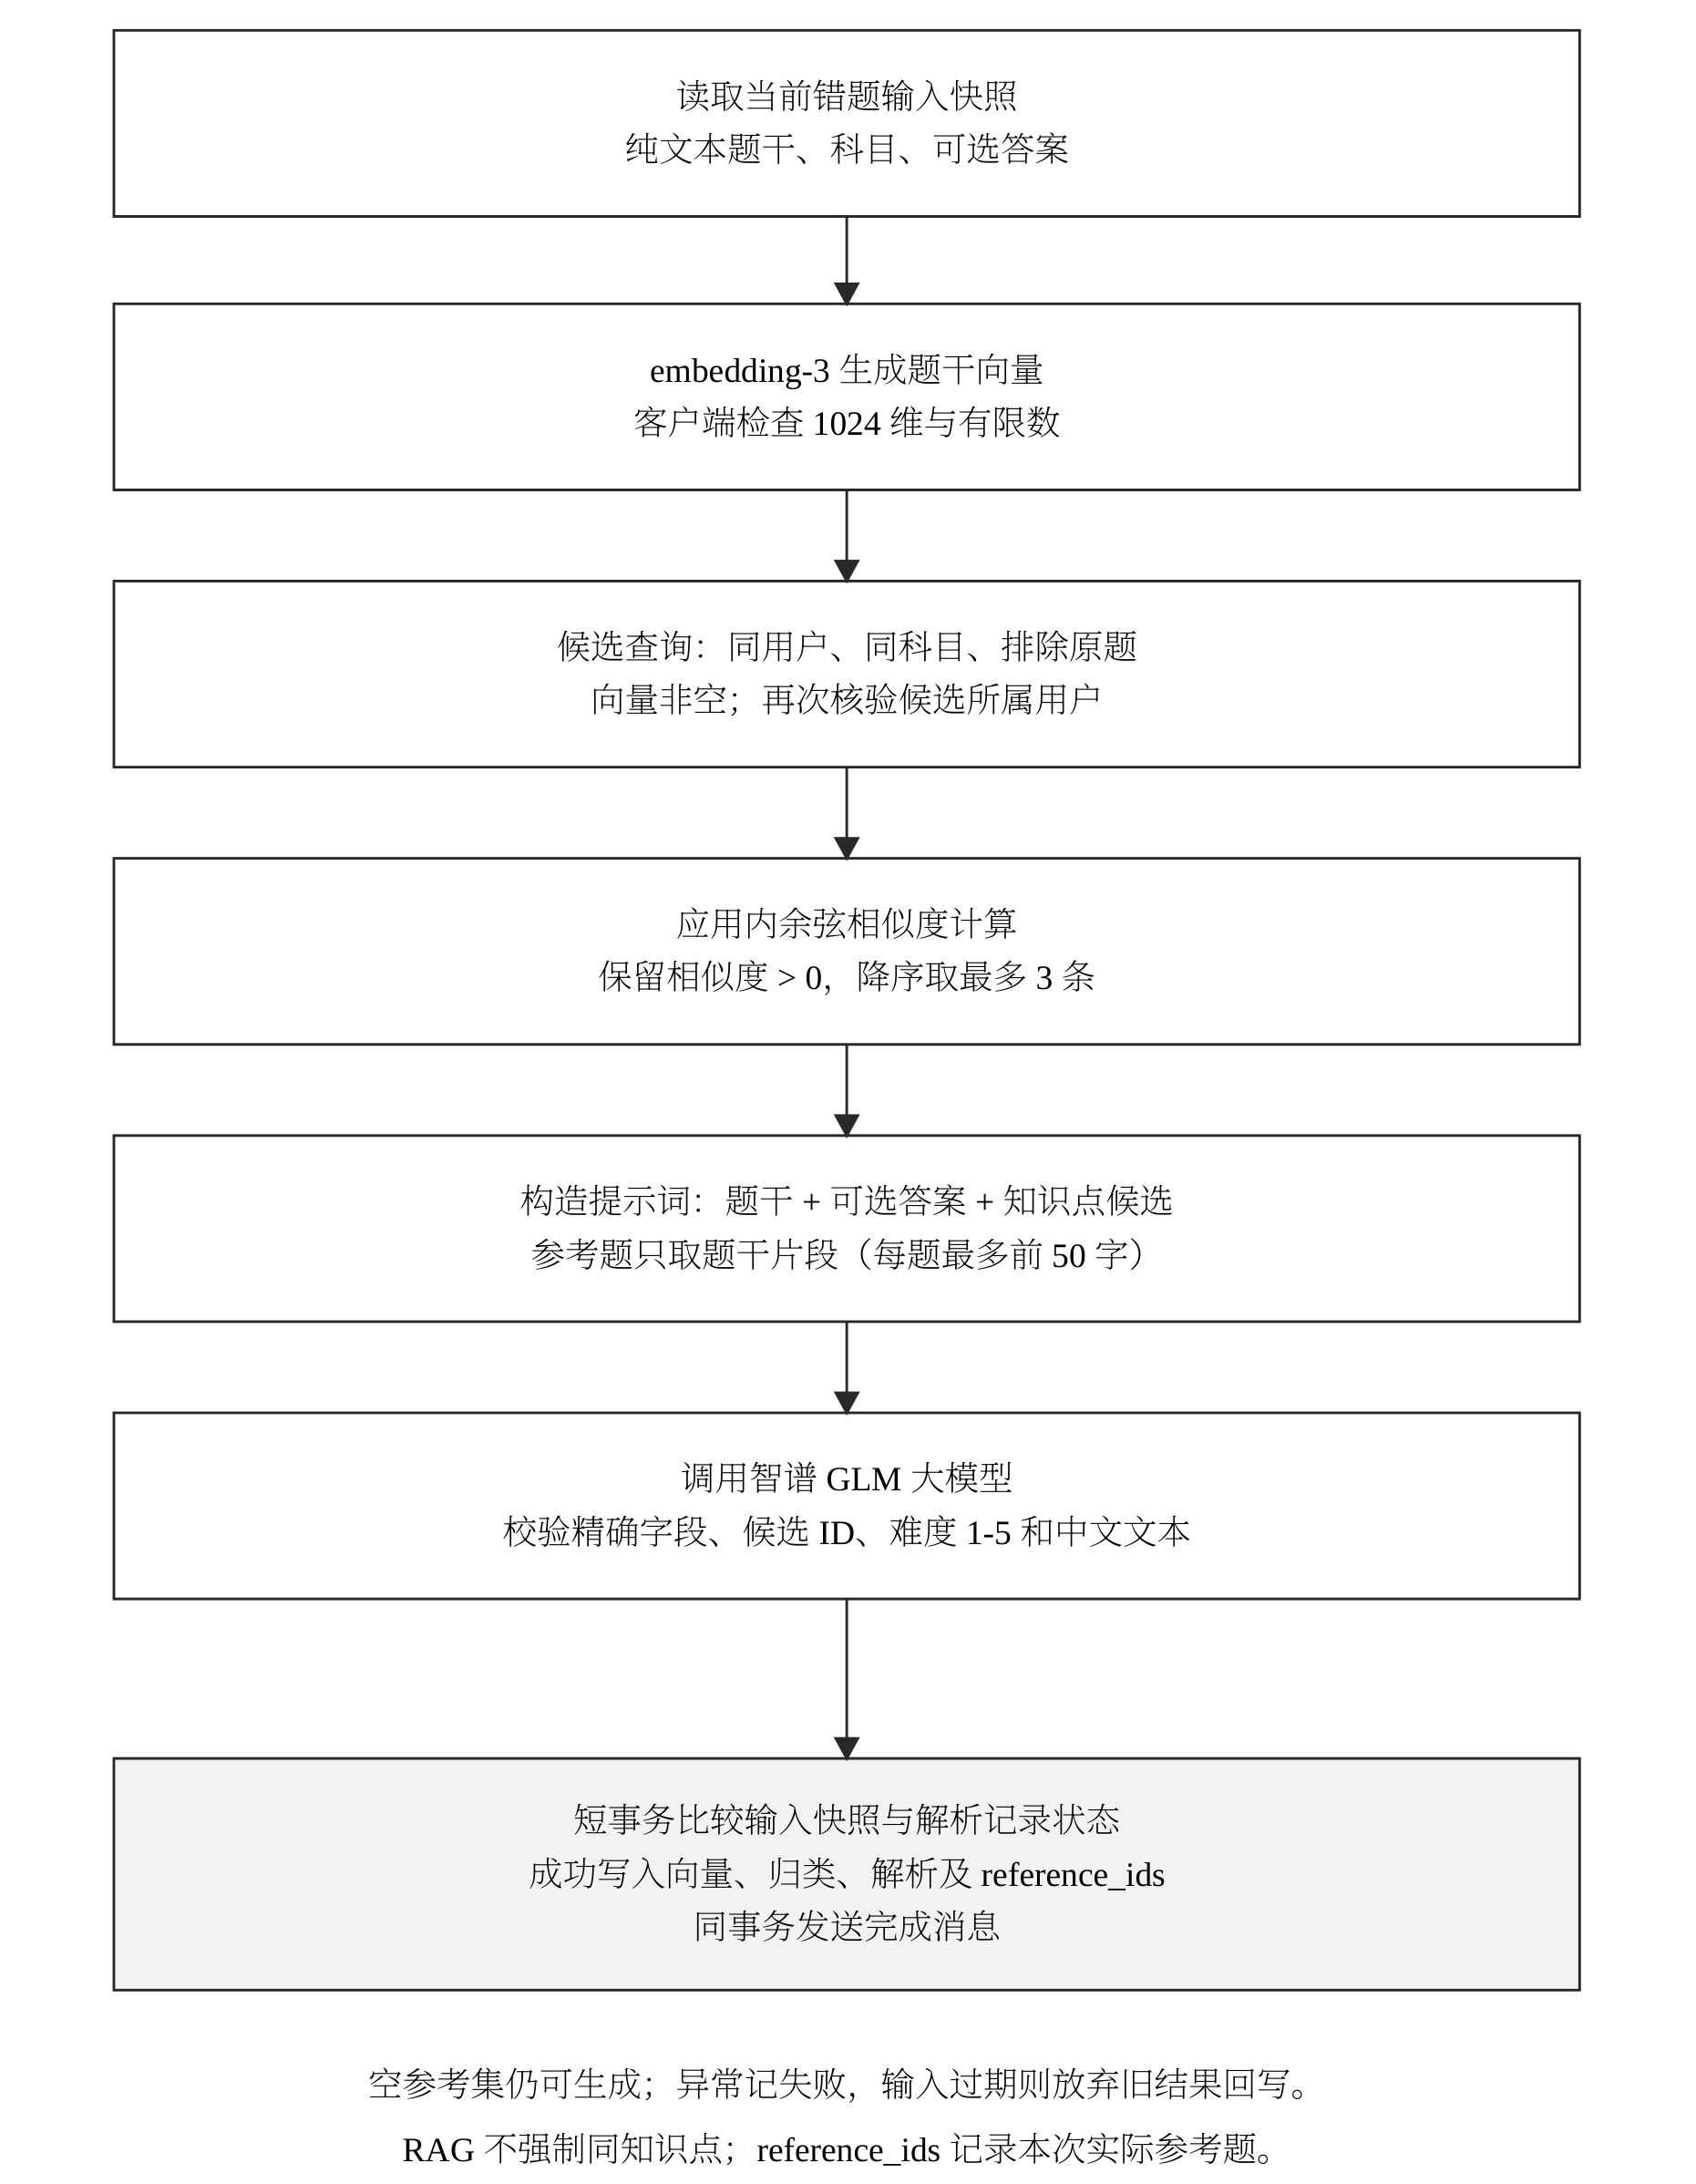 读取当前错题输入快照
纯文本题干、科目、可选答案
embedding-3 生成题干向量
客户端检查 1024 维与有限数
候选查询：同用户、同科目、排除原题
向量非空；再次核验候选所属用户
应用内余弦相似度计算
保留相似度 > 0，降序取最多 3 条
构造提示词：题干 + 可选答案 + 知识点候选
参考题只取题干片段（每题最多前 50 字）
调用智谱 GLM 大模型
校验精确字段、候选 ID、难度 1-5 和中文文本
短事务比较输入快照与解析记录状态
成功写入向量、归类、解析及 reference_ids
同事务发送完成消息
空参考集仍可生成；异常记失败，输入过期则放弃旧结果回写。
RAG 不强制同知识点；reference_ids 记录本次实际参考题。